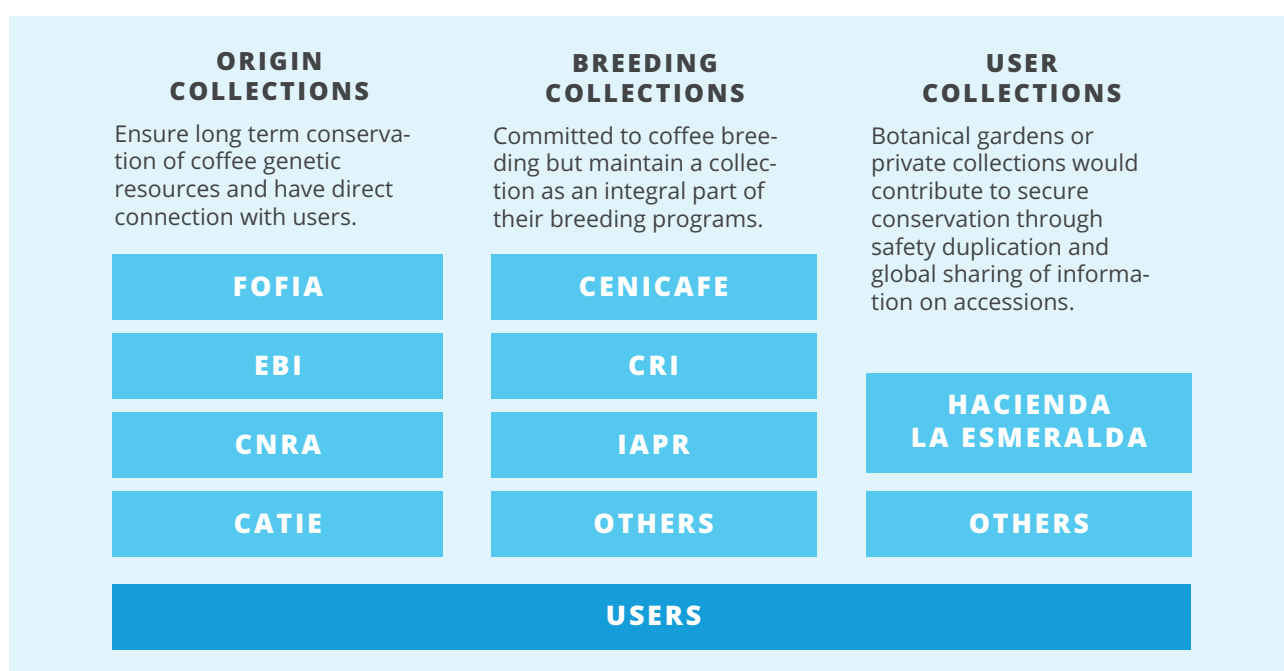 ORIGIN
COLLECTIONS
Ensure long term conserva-
tion of coffee genetic
resources and have direct
connection with users.
FOFIA
EBI
CNRA
CATIE
BREEDING
COLLECTIONS
Committed to coffee bree-
ding but maintain a collec-
tion as an integral part of
their breeding programs.
CENICAFE
CRI
IAPR
OTHERS
USER
COLLECTIONS
Botanical gardens or
private collections would
contribute to secure
conservation through
safety duplication and
global sharing of informa-
tion on accessions.
HACIENDA
LA ESMERALDA
OTHERS
USERS